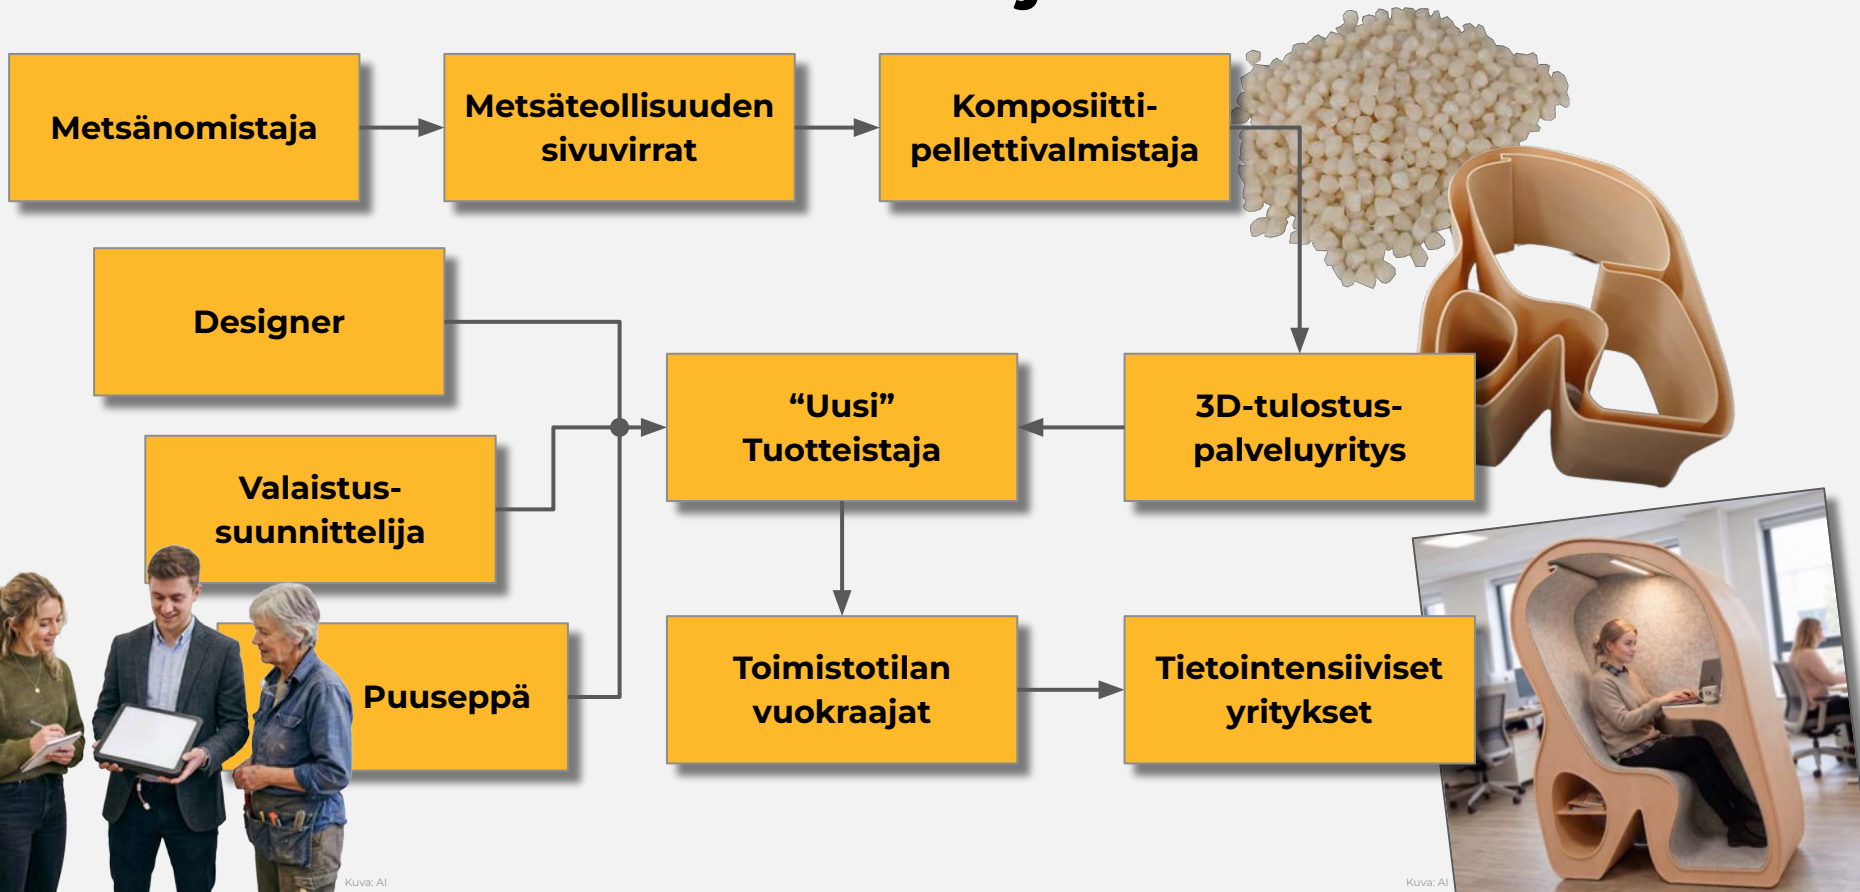 Metsänomistaja
Metsäteollisuuden
sivuvirrat
Komposiitti-
pellettivalmistaja
Designer
“Uusi”
Tuotteistaja
3D-tulostus-
palveluyritys
Valaistus-
suunnittelija
Puuseppä
Toimistotilan
vuokraajat
Tietointensiiviset
yritykset
Kuva: AI
Kuva: AI